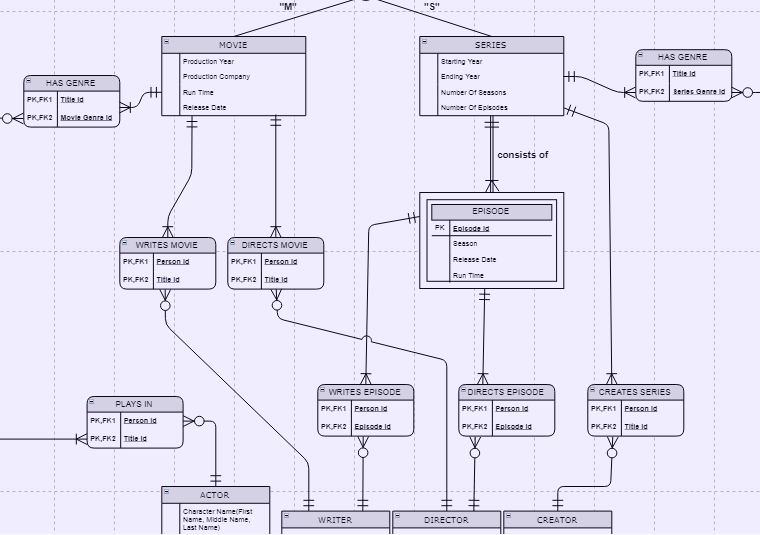 "M"
"S"
MOVIE
Production Year
Production Company
Run Time
Release Date
SERIES
Starting Year
Ending Year
Number Of Seasons
Number Of Episodes
HAS GENRE
PK,FK1 Title Id
PK,FK2 Movie Genre Id
HAS GENRE
PK,FK1 Title Id
PK,FK2 Series Genre Id
consists of
EPISODE
PK Episode Id
Season
Release Date
Run Time
WRITES MOVIE
PK,FK1 Person Id
PK,FK2 Title Id
DIRECTS MOVIE
PK,FK1 Person Id
PK,FK2 Title Id
WRITES EPISODE
PK,FK1 Person Id
PK,FK2 Episode Id
DIRECTS EPISODE
PK,FK1 Person Id
PK,FK2 Episode Id
CREATES SERIES
PK,FK1 Person Id
PK,FK2 Title Id
PLAYS IN
PK,FK1 Person Id
PK,FK2 Title Id
ACTOR
Character Name(First
Name, Middle Name,
Last Name)
WRITER
DIRECTOR
CREATOR